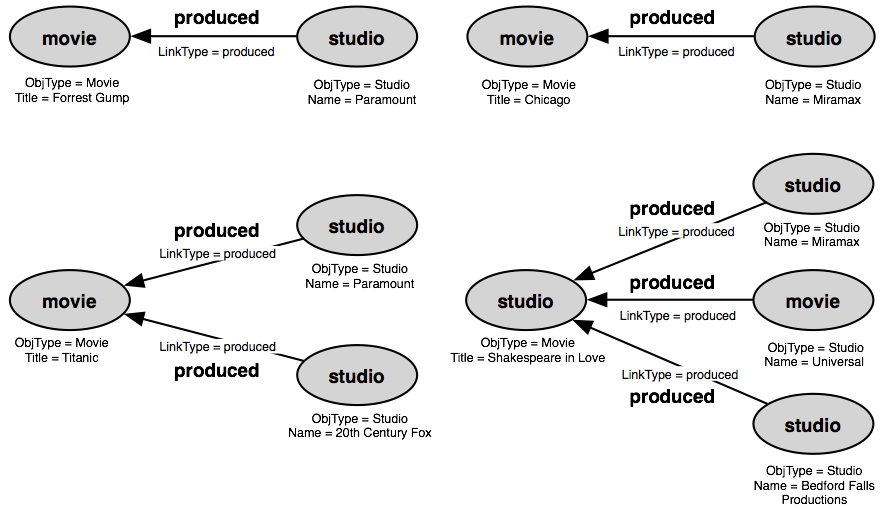 produced
movie
studio
LinkType = produced
ObjType = Movie
Title = Forrest Gump
ObjType = Studio
Name = Paramount
produced
movie
studio
LinkType = produced
ObjType = Movie
Title = Chicago
ObjType = Studio
Name = Miramax
produced
studio
LinkType = produced
ObjType = Studio
Name = Paramount
movie
ObjType = Movie
Title = Titanic
LinkType = produced
produced
studio
ObjType = Studio
Name = 20th Century Fox
studio
produced
LinkType = produced
ObjType = Studio
Name = Miramax
produced
studio
movie
LinkType = produced
ObjType = Movie
Title = Shakespeare in Love
ObjType = Studio
Name = Universal
LinkType = produced
produced
studio
ObjType = Studio
Name = Bedford Falls
Productions